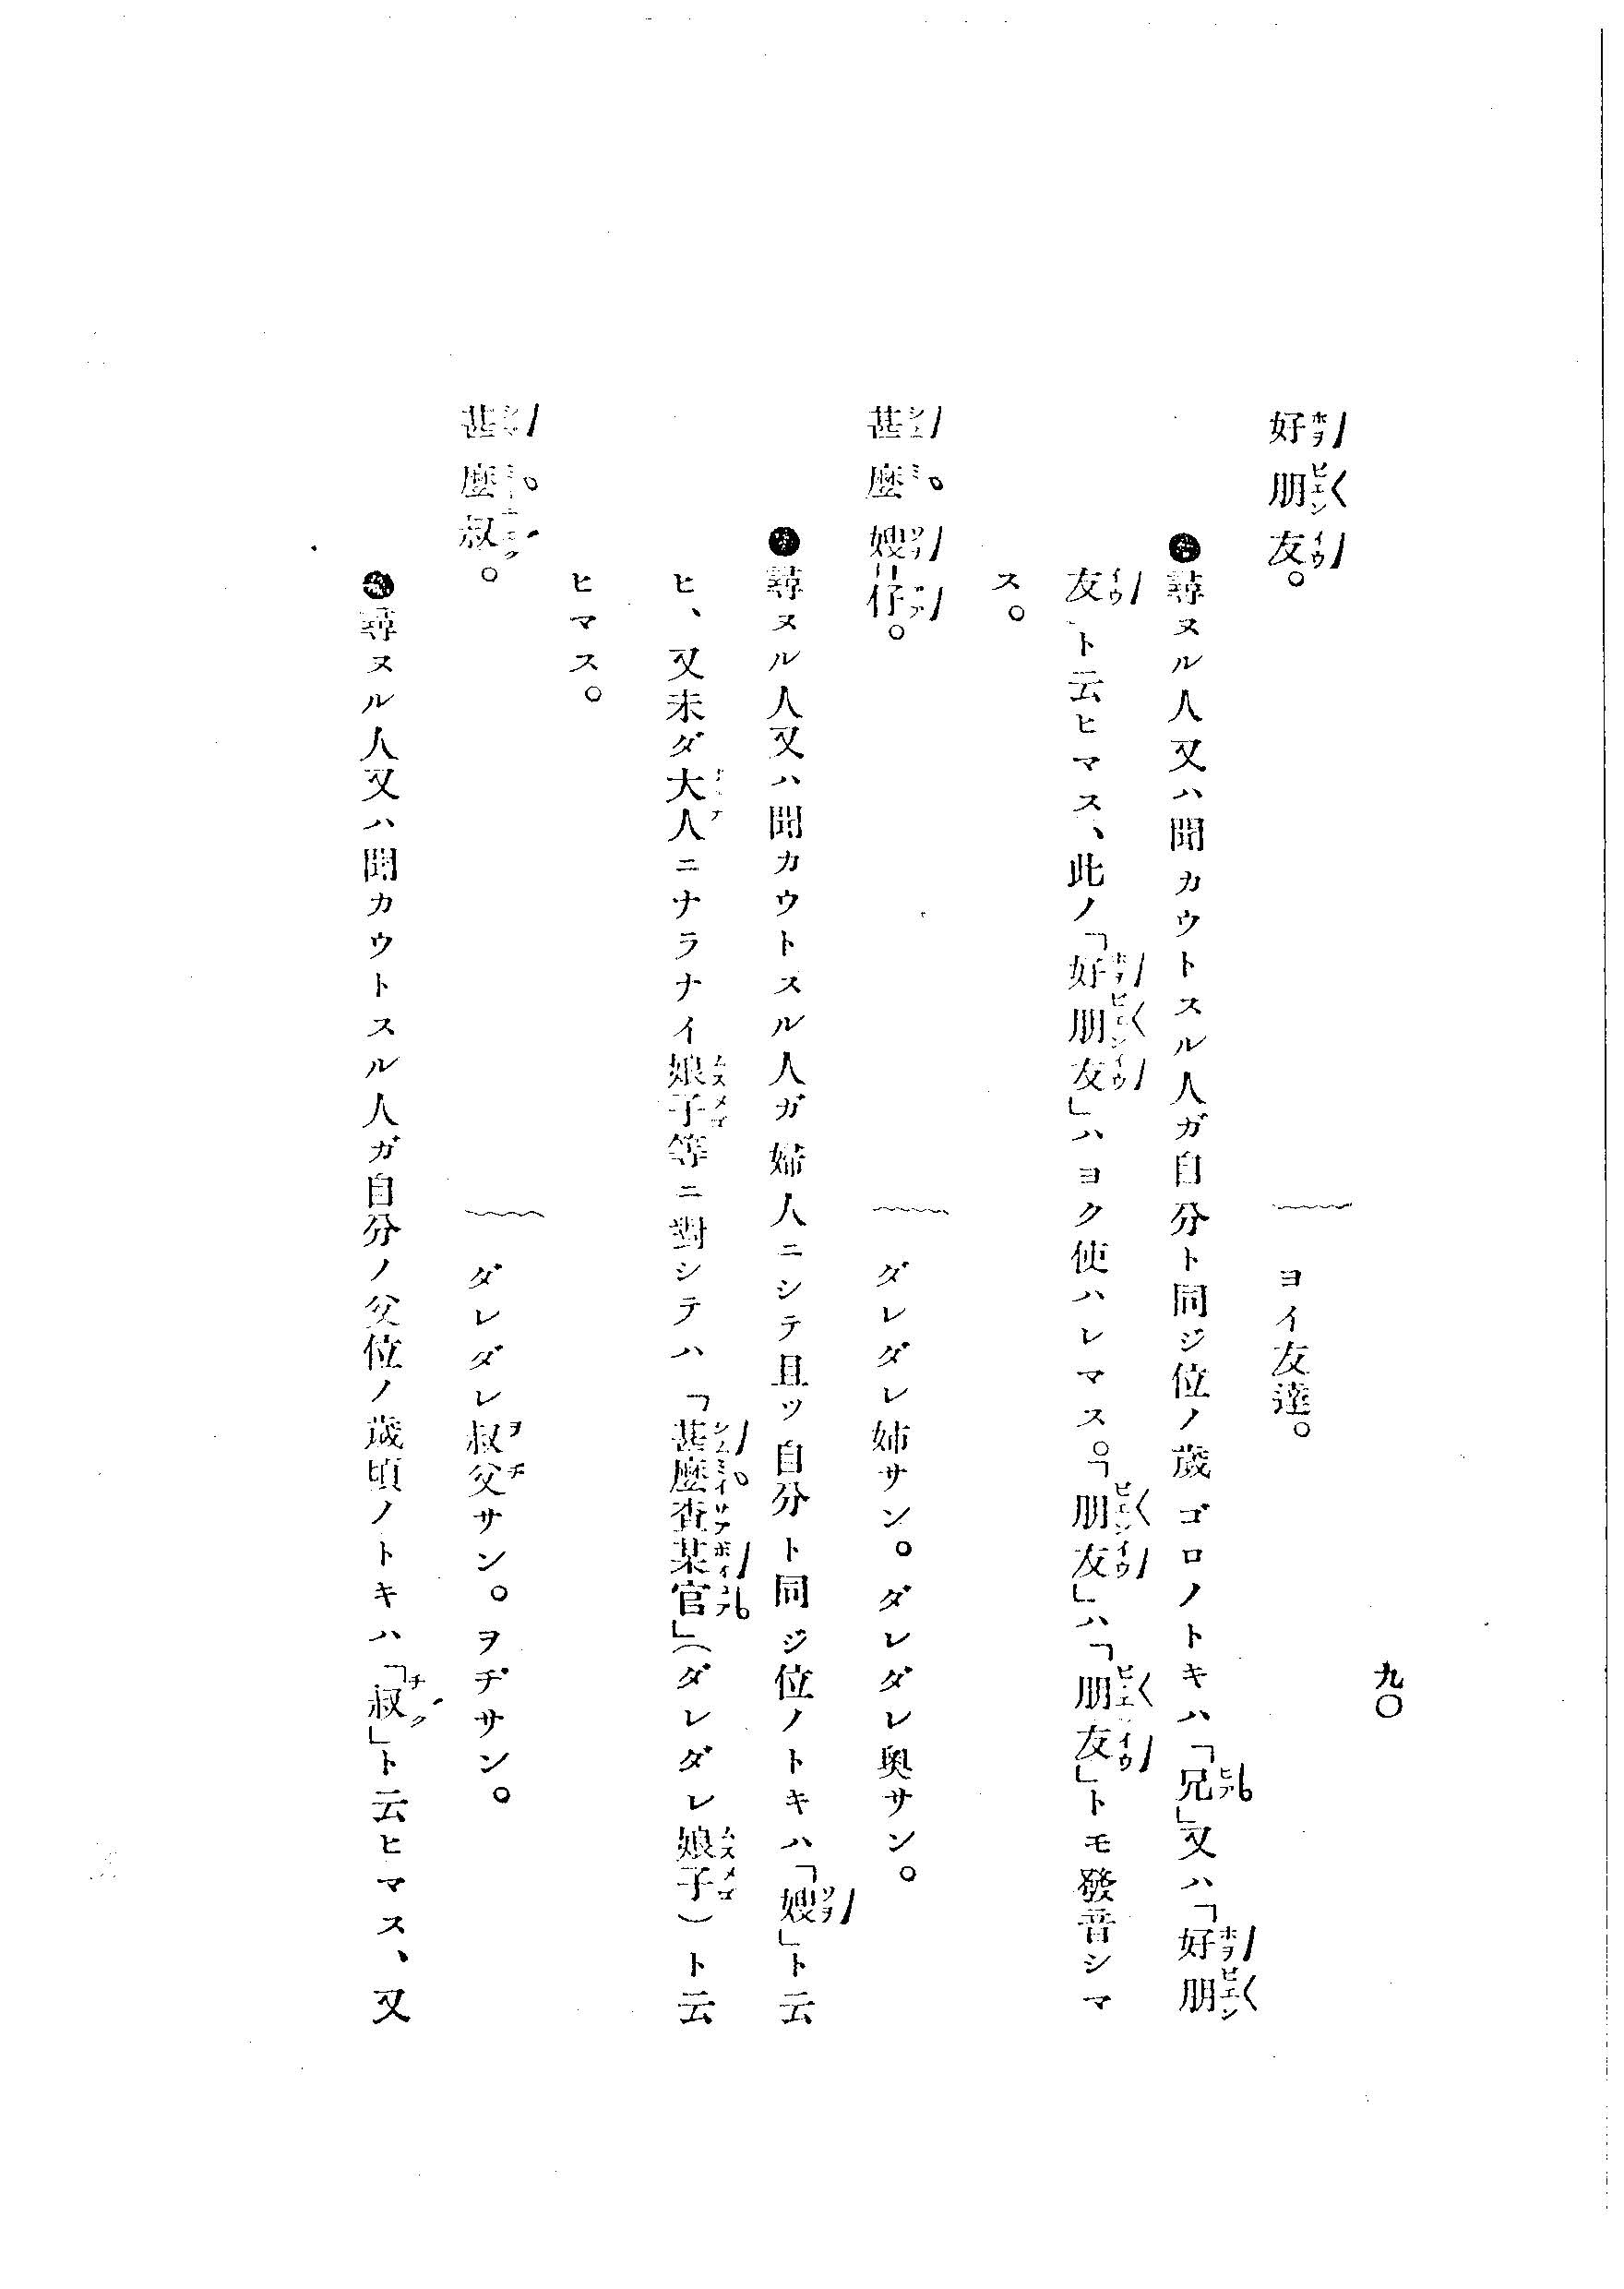 九〇
好朋友。 ヨイ友達。
尋ヌル人又ハ聞カウトスル人ガ自分ト同ジ位ノ歲ゴロノトキハ「兄」又ハ「好朋
友」ト云ヒマス、此ノ「好朋友」ハヨク使ハレマス。「朋友」ハ「朋友」トモ發音シマ
ス。
甚麼嫂仔。 ダレダレ姉サン。ダレダレ奥サン。
尋ヌル人又ハ聞カウトスル人ガ婦人ニシテ且ツ自分ト同ジ位ノトキハ「嫂」ト云
ヒ、又未ダ大人ニナラナイ娘子等ニ對シテハ「甚麼査某官」(ダレダレ娘子)ト云
ヒマス。
甚麼叔。 ダレダレ叔父サン。ヲヂサン。
尋ヌル人又ハ聞カウトスル人ガ自分ノ父位ノ歲頃ノトキハ「叔」ト云ヒマス、又